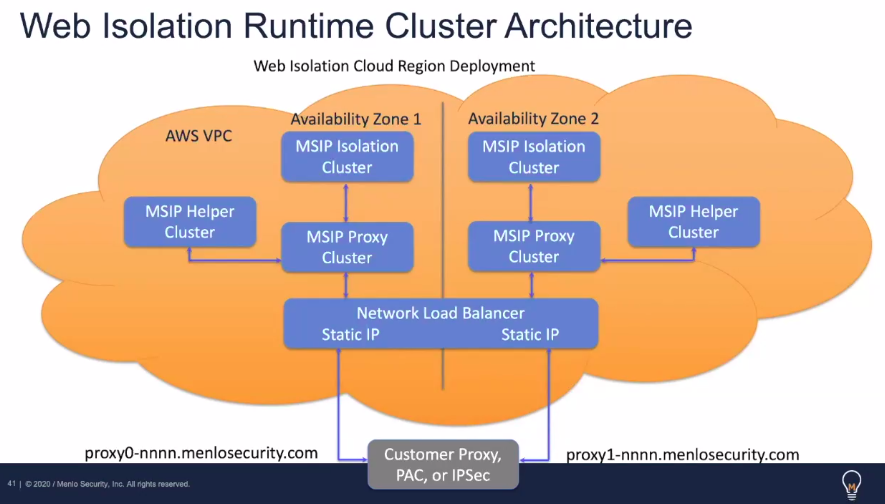 Web Isolation Runtime Cluster Architecture
Web Isolation Cloud Region Deployment
AWS VPC
Availability Zone 1
Availability Zone 2
MSIP Isolation
Cluster
MSIP Isolation
Cluster
MSIP Helper
Cluster
MSIP Proxy
Cluster
MSIP Proxy
Cluster
MSIP Helper
Cluster
Network Load Balancer
Static IP
Static IP
proxy0-nnnn.menlosecurity.com
Customer Proxy,
PAC, or IPSec
proxy1-nnnn.menlosecurity.com
41 | © 2020 / Menlo Security, Inc. All rights reserved.
M